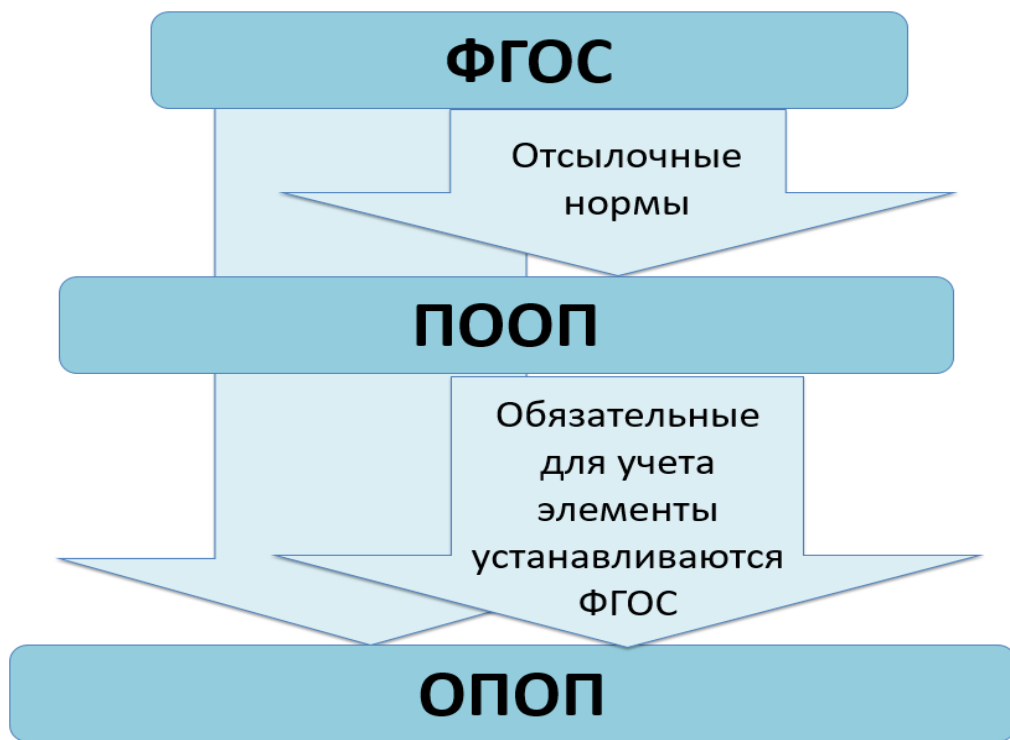 ФГОС
Отсылочные
нормы
ПООП
Обязательные
для учета
элементы
устанавливаются
ФГОС
ОПОП